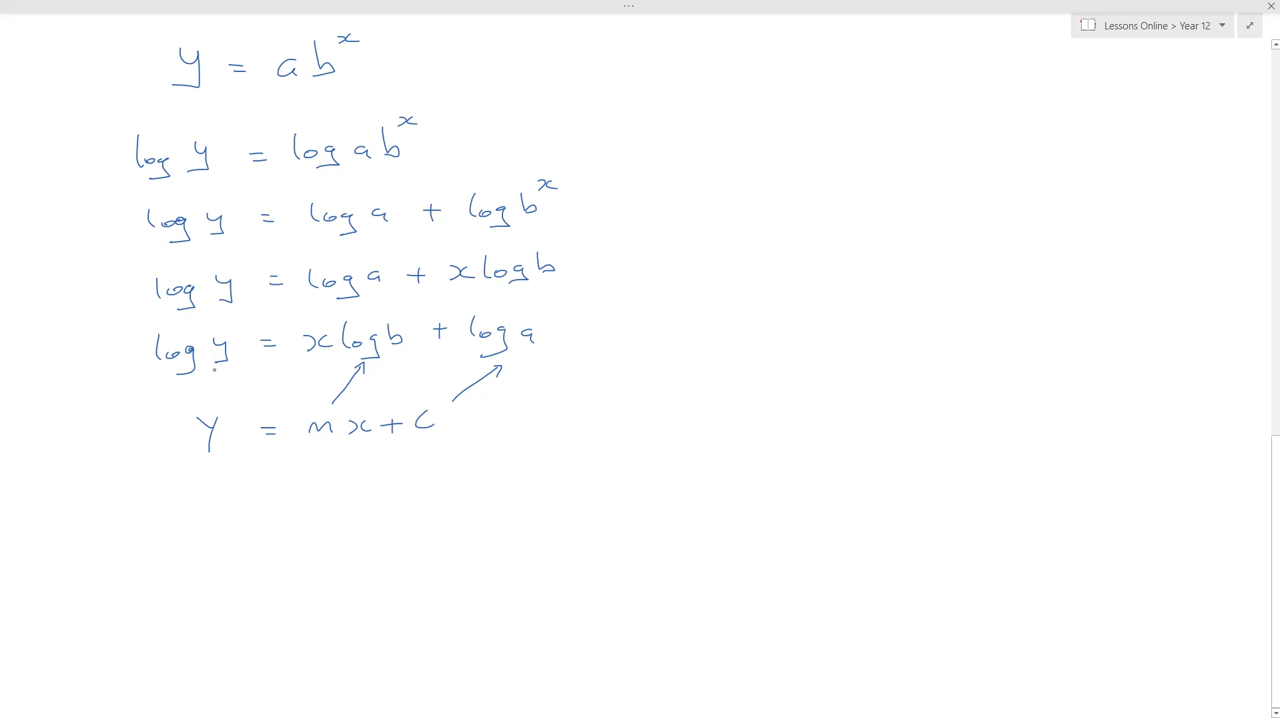 Lessons Online > Year 12
y = ab^x
log y = log ab^x
log y = log a + log b^x
log y = log a + x log b
log y = x log b + log a
Y = mx + c